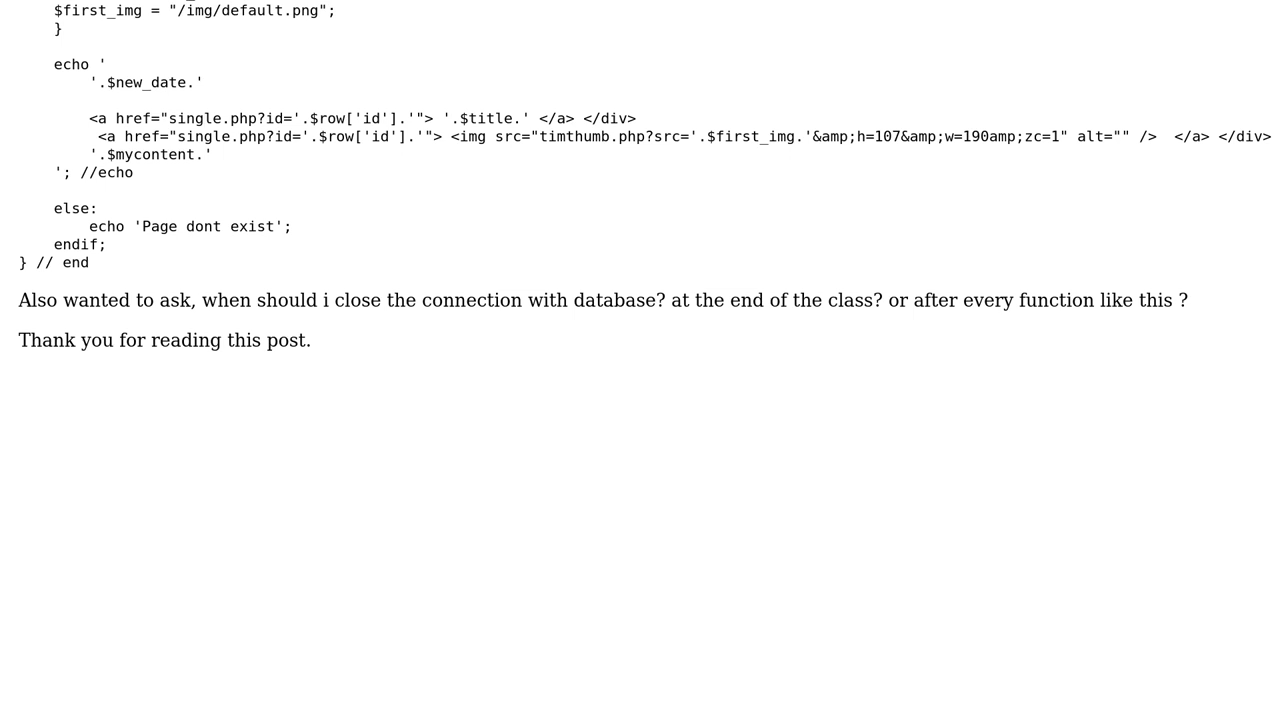 $first_img = "/img/default.png";
}
echo '
'.$new_date.'
<a href="single.php?id='.$row['id'].'"> '.$title.' </a> </div>
<a href="single.php?id='.$row['id'].'"> <img src="timthumb.php?src='.$first_img.'&amp;h=107&amp;w=190amp;zc=1" alt="" />  </a> </div>
'.$mycontent.'
'; //echo
else:
echo 'Page dont exist';
endif;
} // end
Also wanted to ask, when should i close the connection with database? at the end of the class? or after every function like this ?
Thank you for reading this post.